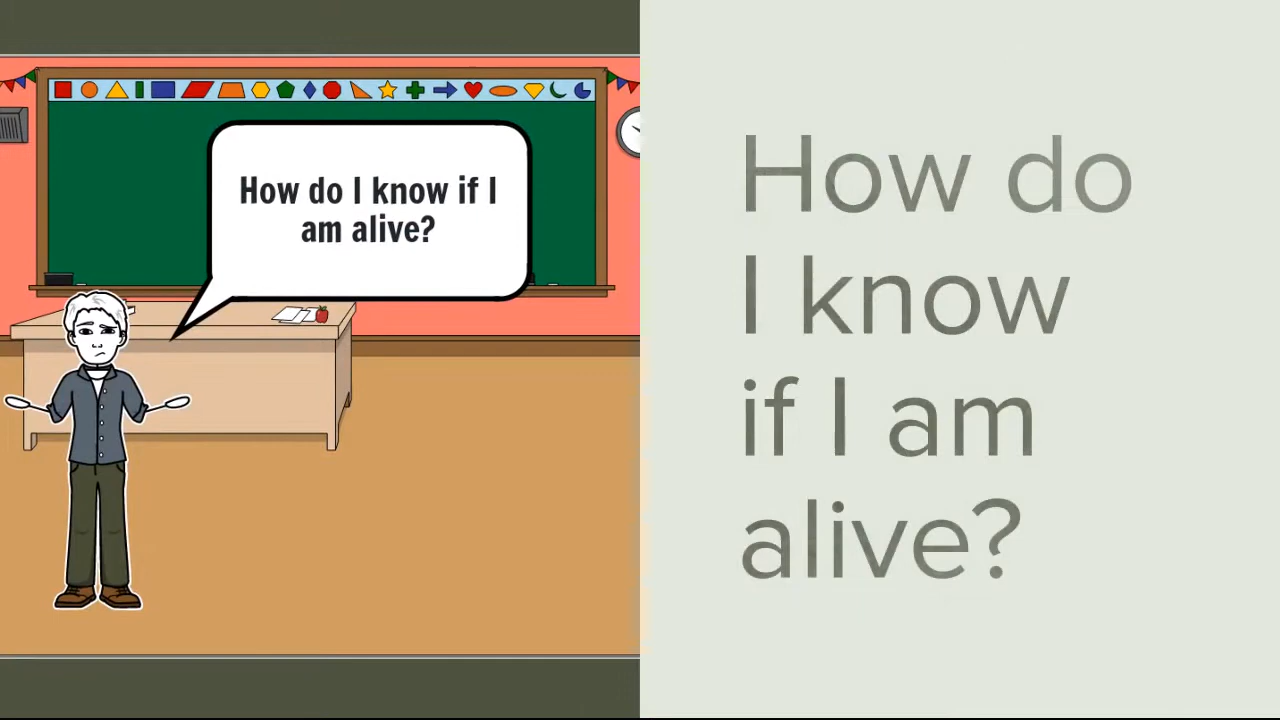 How do I know if I
am alive?
How do
I know
if I am
alive?